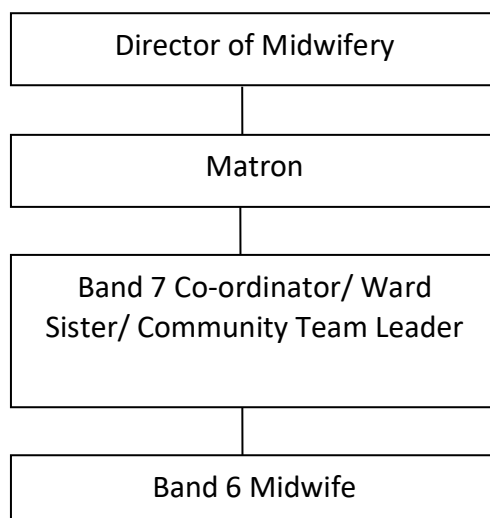 Director of Midwifery
Matron
Band 7 Co-ordinator/ Ward
Sister/ Community Team Leader
Band 6 Midwife